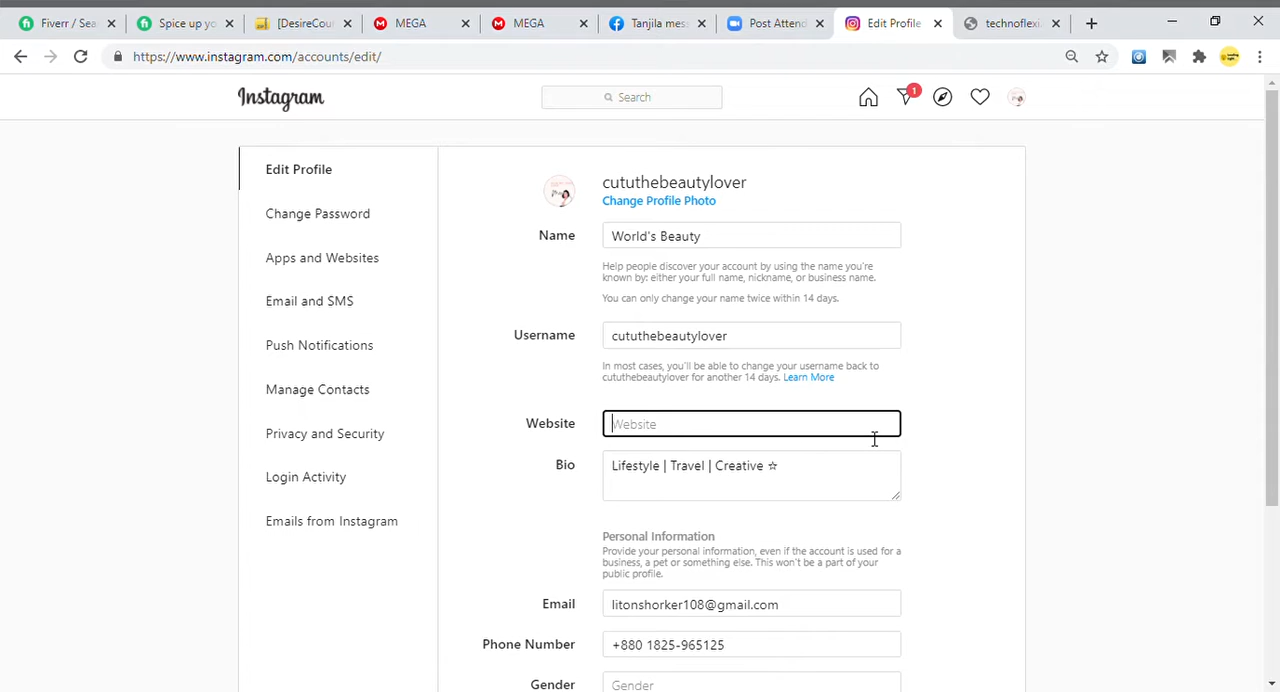 Fiverr / Sea
Spice up yo
[DesireCou
MEGA
MEGA
Tanjila mes
Post Attend
Edit Profile
technoflexi
https://www.instagram.com/accounts/edit/
Instagram
Search
1
Edit Profile
Change Password
Apps and Websites
Email and SMS
Push Notifications
Manage Contacts
Privacy and Security
Login Activity
Emails from Instagram
cututhebeautylover
Change Profile Photo
Name
World's Beauty
Help people discover your account by using the name you're
known by: either your full name, nickname, or business name.
You can only change your name twice within 14 days.
Username
cututhebeautylover
In most cases, you'll be able to change your username back to
cututhebeautylover for another 14 days. Learn More
Website
Website
Bio
Lifestyle | Travel | Creative ☆
Personal Information
Provide your personal information, even if the account is used for a
business, a pet or something else. This won't be a part of your
public profile.
Email
litonshorker108@gmail.com
Phone Number
+880 1825-965125
Gender
Gender